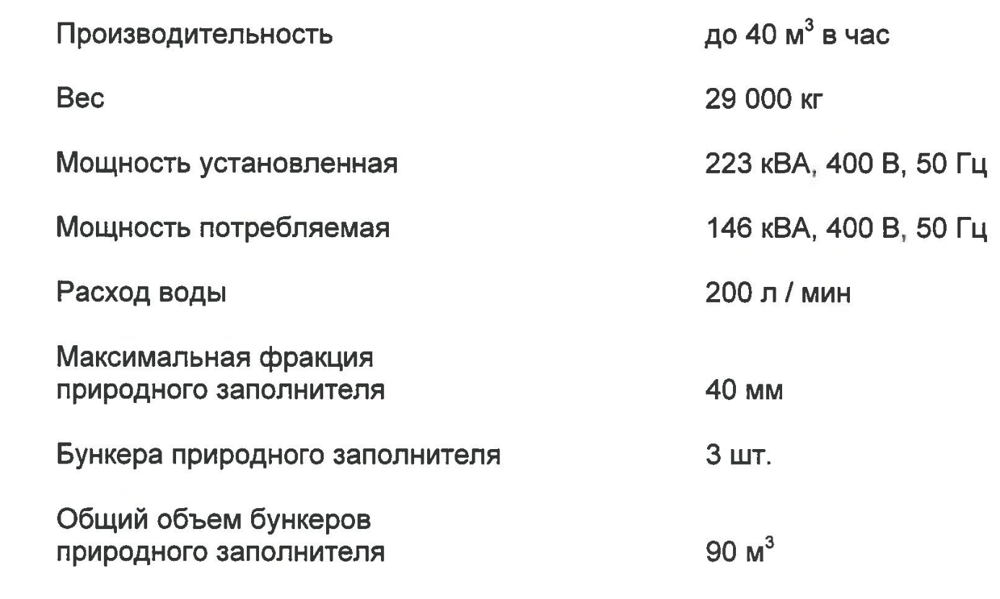 Производительность до 40 м³ в час
Вес 29 000 кг
Мощность установленная 223 кВА, 400 В, 50 Гц
Мощность потребляемая 146 кВА, 400 В, 50 Гц
Расход воды 200 л / мин
Максимальная фракция
природного заполнителя 40 мм
Бункера природного заполнителя 3 шт.
Общий объем бункеров
природного заполнителя 90 м³